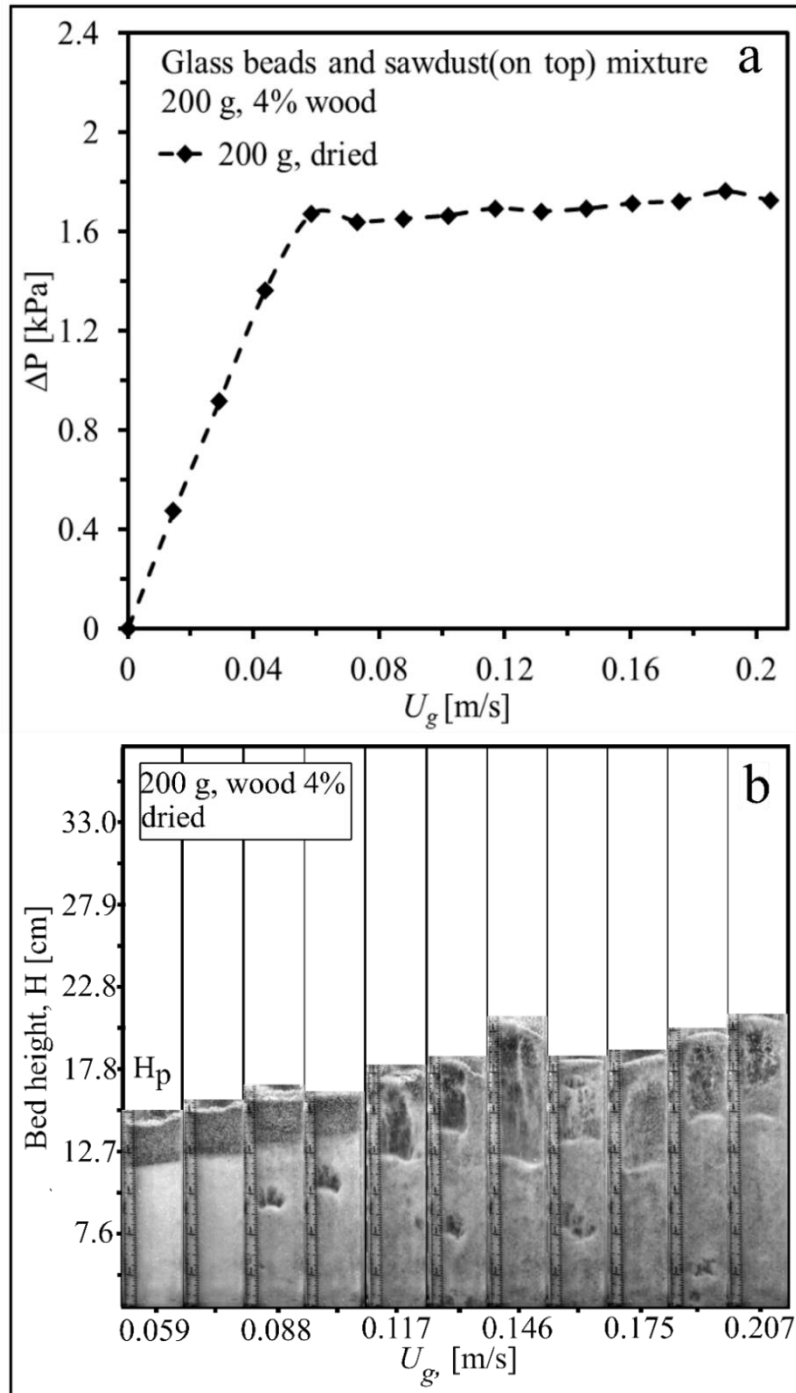 2.4
a
Glass beads and sawdust(on top) mixture
200 g, 4% wood
200 g, dried
2
1.6
1.2
0.8
0.4
0
ΔP [kPa]
0 0.04 0.08 0.12 0.16 0.2
U_g [m/s]
200 g, wood 4%
dried
b
33.0
27.9
22.8
17.8
12.7
7.6
Bed height, H [cm]
H_p
0.059 0.088 0.117 0.146 0.175 0.207
U_g, [m/s]